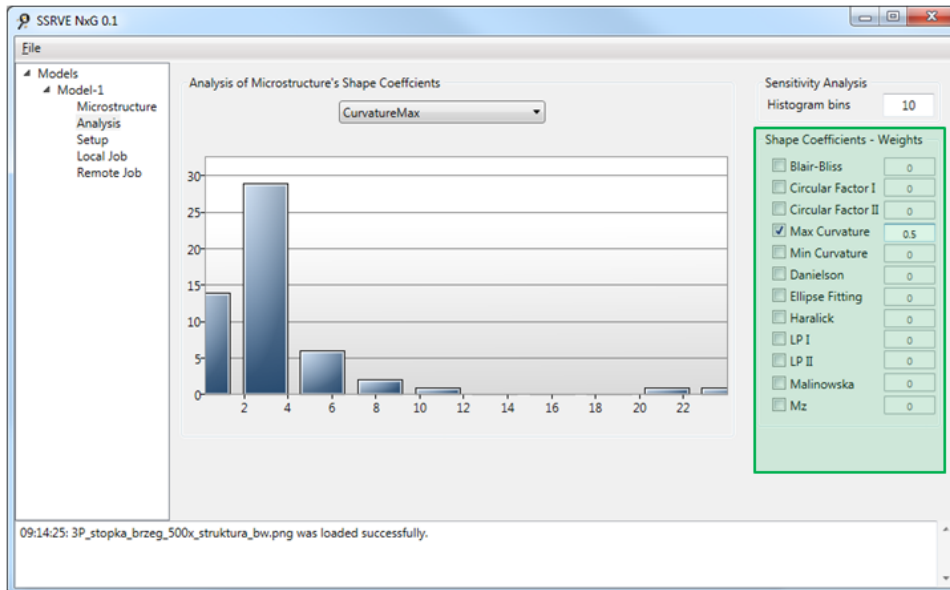 SSRVE NxG 0.1
File
Models
Model-1
Microstructure
Analysis
Setup
Local Job
Remote Job
Analysis of Microstructure's Shape Coeffcients
CurvatureMax
30
25
20
15
10
5
0
2 4 6 8 10 12 14 16 18 20 22
Sensitivity Analysis
Histogram bins 10
Shape Coefficients - Weights
Blair-Bliss 0
Circular Factor I 0
Circular Factor II 0
Max Curvature 0.5
Min Curvature 0
Danielson 0
Ellipse Fitting 0
Haralick 0
LP I 0
LP II 0
Malinowska 0
Mz 0
09:14:25: 3P_stopka_brzeg_500x_struktura_bw.png was loaded successfully.